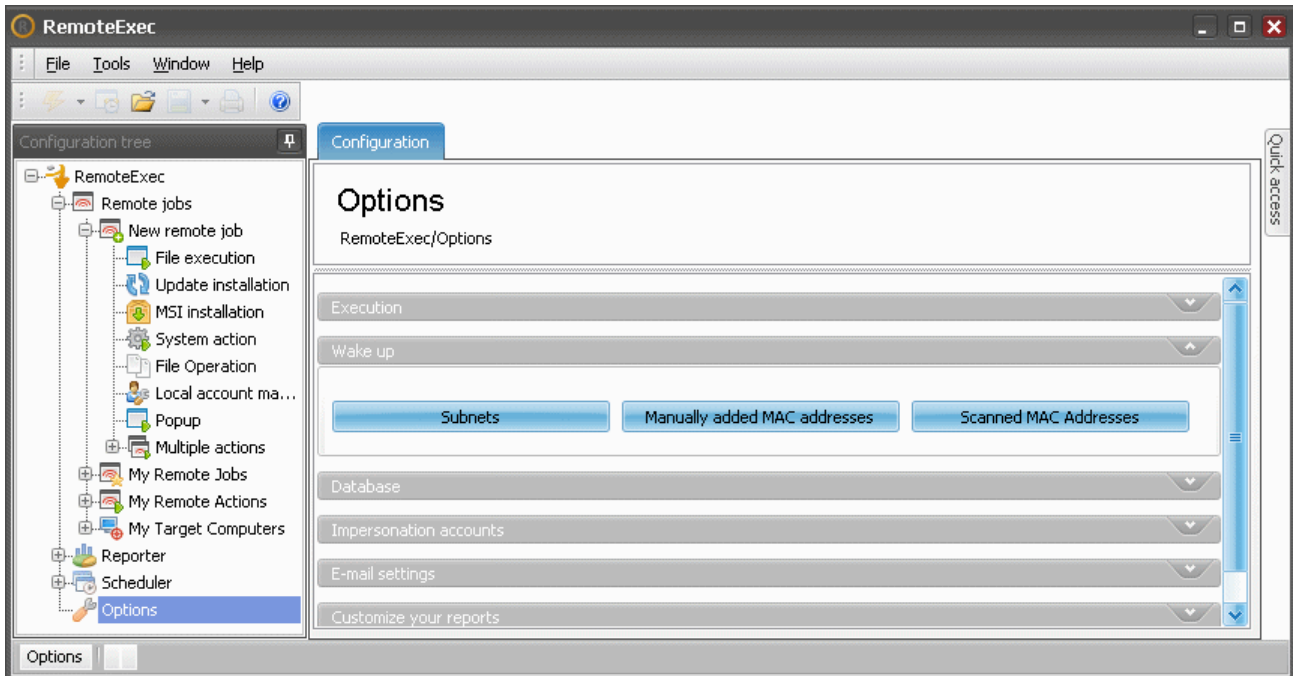 RemoteExec
File Tools Window Help
Configuration tree
RemoteExec
Remote jobs
New remote job
File execution
Update installation
MSI installation
System action
File Operation
Local account ma...
Popup
Multiple actions
My Remote Jobs
My Remote Actions
My Target Computers
Reporter
Scheduler
Options
Configuration
Options
RemoteExec/Options
Execution
Wake up
Subnets
Manually added MAC addresses
Scanned MAC Addresses
Database
Impersonation accounts
E-mail settings
Customize your reports
Quick access
Options